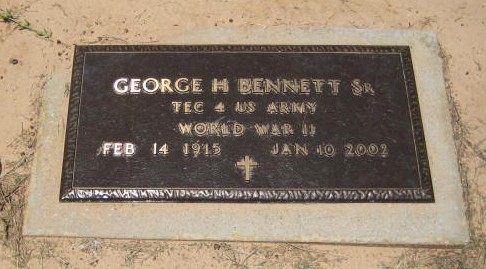 GEORGE H BENNETT SR
TEC 4 US ARMY
WORLD WAR II
FEB 14 1915 JAN 10 2002